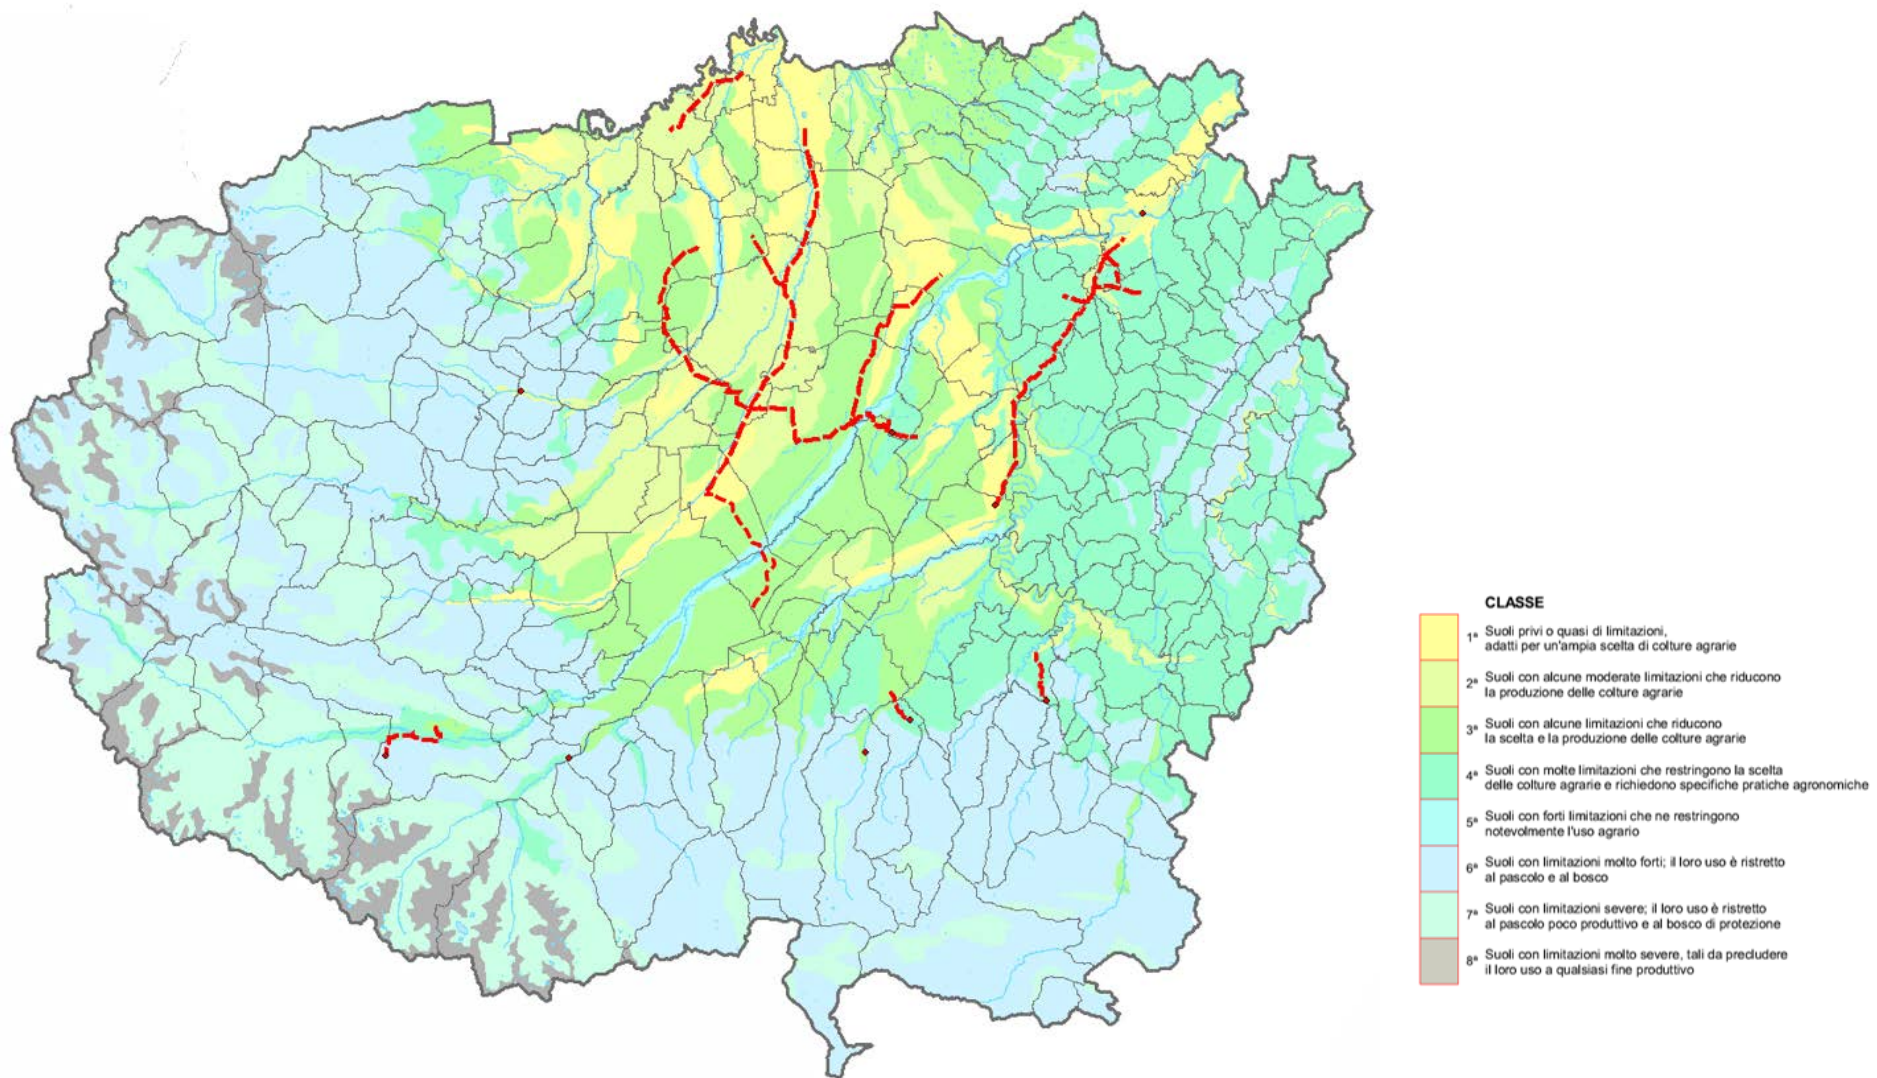 CLASSE
1ª Suoli privi o quasi di limitazioni,
adatti per un'ampia scelta di colture agrarie
2ª Suoli con alcune moderate limitazioni che riducono
la produzione delle colture agrarie
3ª Suoli con alcune limitazioni che riducono
la scelta e la produzione delle colture agrarie
4ª Suoli con molte limitazioni che restringono la scelta
delle colture agrarie e richiedono specifiche pratiche agronomiche
5ª Suoli con forti limitazioni che ne restringono
notevolmente l'uso agrario
6ª Suoli con limitazioni molto forti; il loro uso è ristretto
al pascolo e al bosco
7ª Suoli con limitazioni severe; il loro uso è ristretto
al pascolo poco produttivo e al bosco di protezione
8ª Suoli con limitazioni molto severe, tali da precludere
il loro uso a qualsiasi fine produttivo